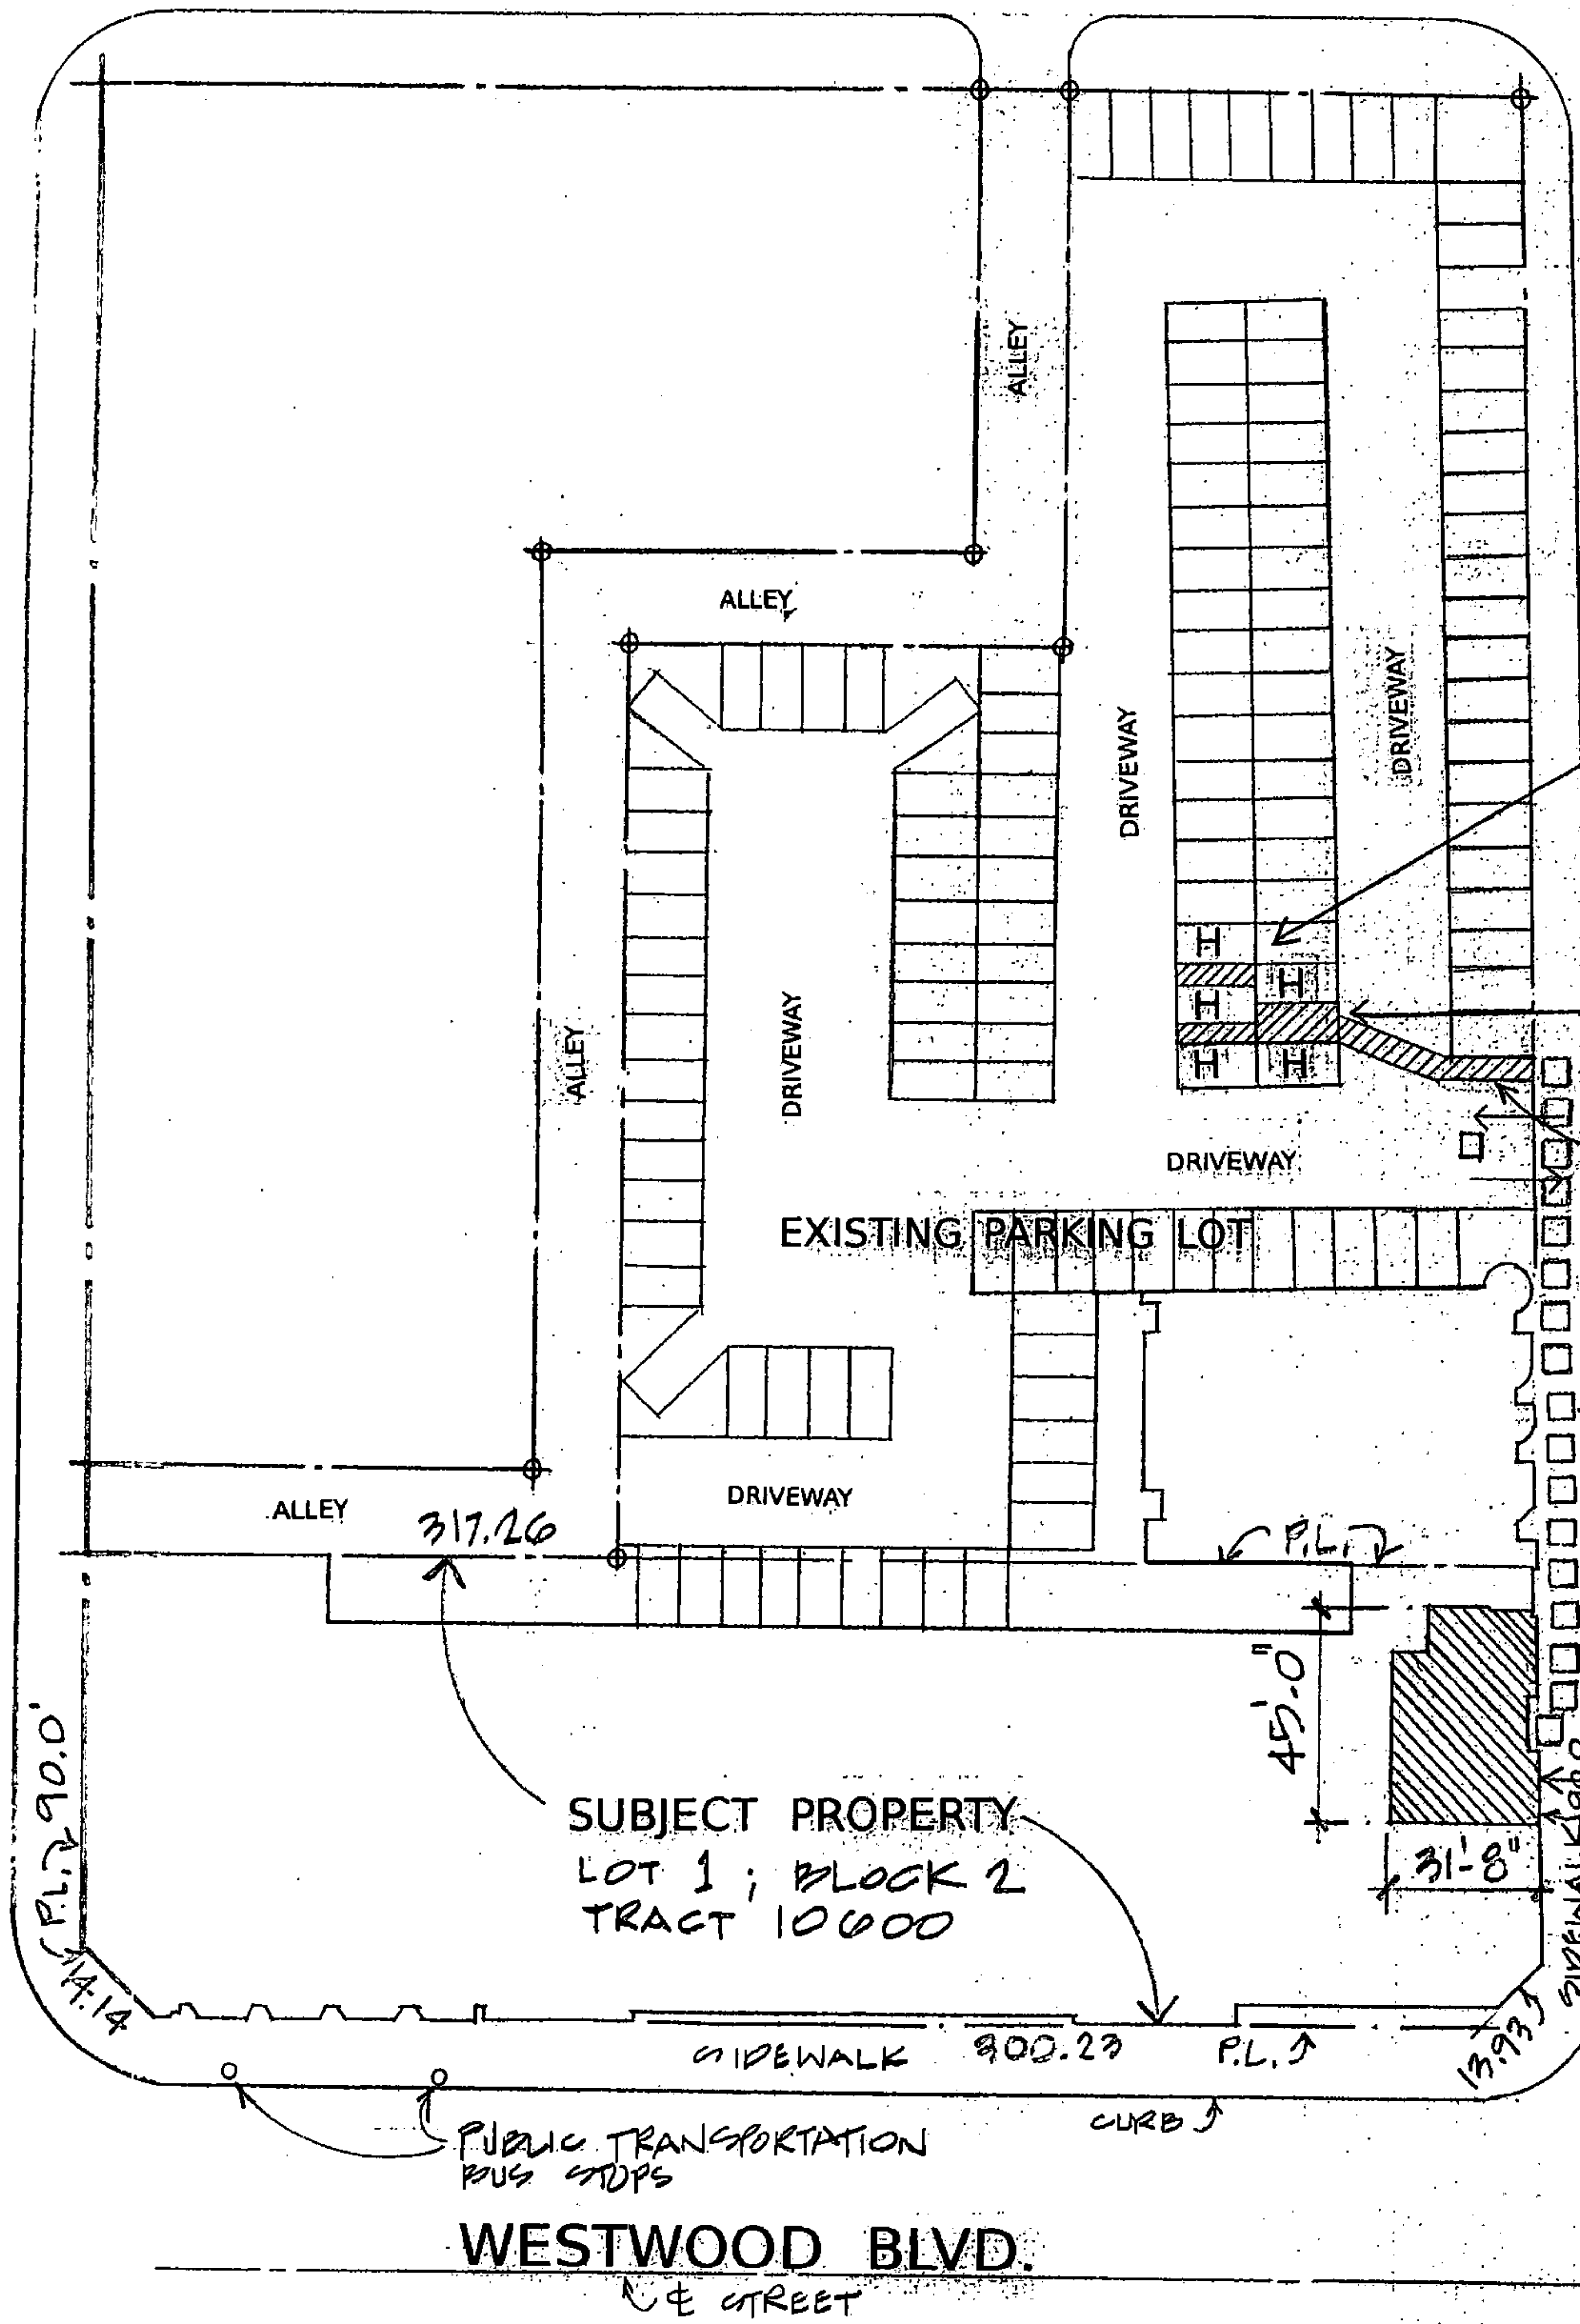 ALLEY
ALLEY
DRIVEWAY
DRIVEWAY
H
H
H
H
H
ALLEY
DRIVEWAY
DRIVEWAY
EXISTING PARKING LOT
ALLEY
317.26
DRIVEWAY
P.L.
45'-0"
P.L. 90.0'
SUBJECT PROPERTY
LOT 1 ; BLOCK 2
TRACT 10600
31'-8"
SIDEWALK
14.14
SIDEWALK 300.23 P.L.
13.93
CURB
PUBLIC TRANSPORTATION
BUS STOPS
WESTWOOD BLVD.
℄ STREET